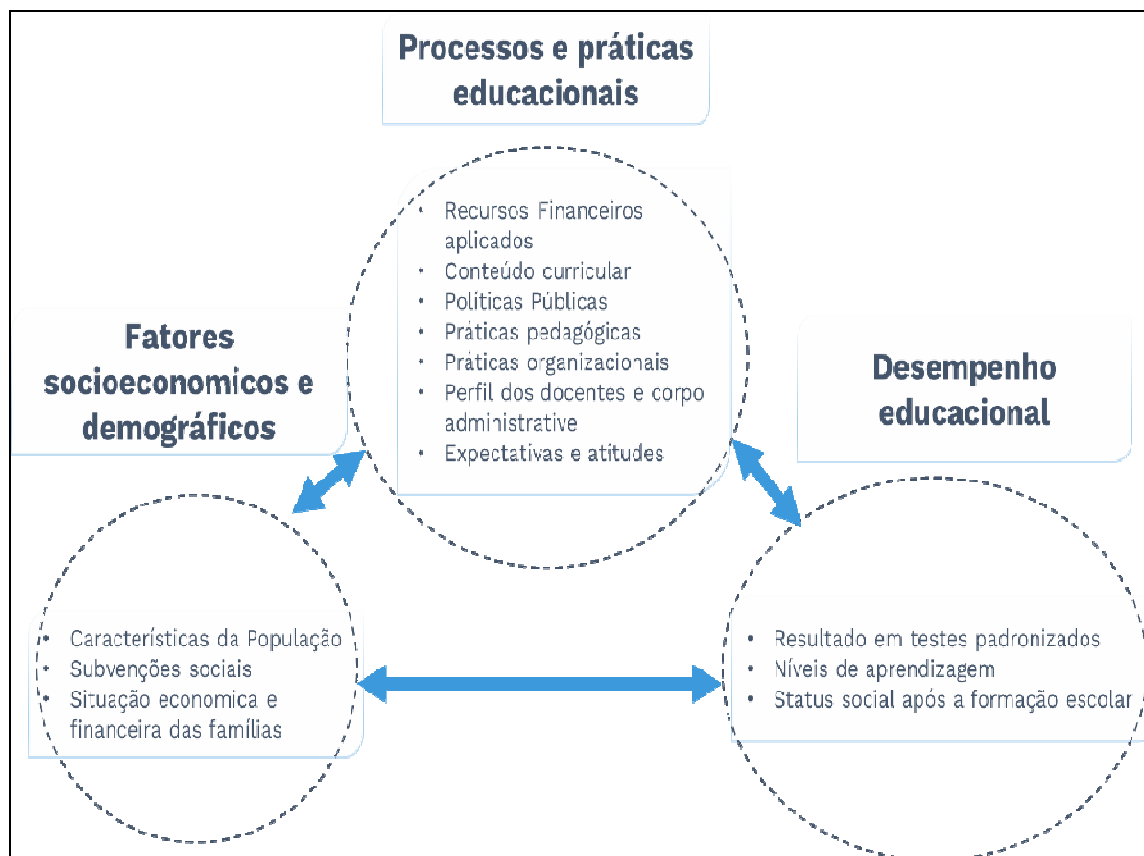 Processos e práticas
educacionais
• Recursos Financeiros
aplicados
• Conteúdo curricular
• Políticas Públicas
• Práticas pedagógicas
• Práticas organizacionais
• Perfil dos docentes e corpo
administrative
• Expectativas e atitudes
Fatores
socioeconomicos e
demográficos
• Características da População
• Subvenções sociais
• Situação economica e
financeira das famílias
Desempenho
educacional
• Resultado em testes padronizados
• Níveis de aprendizagem
• Status social após a formação escolar